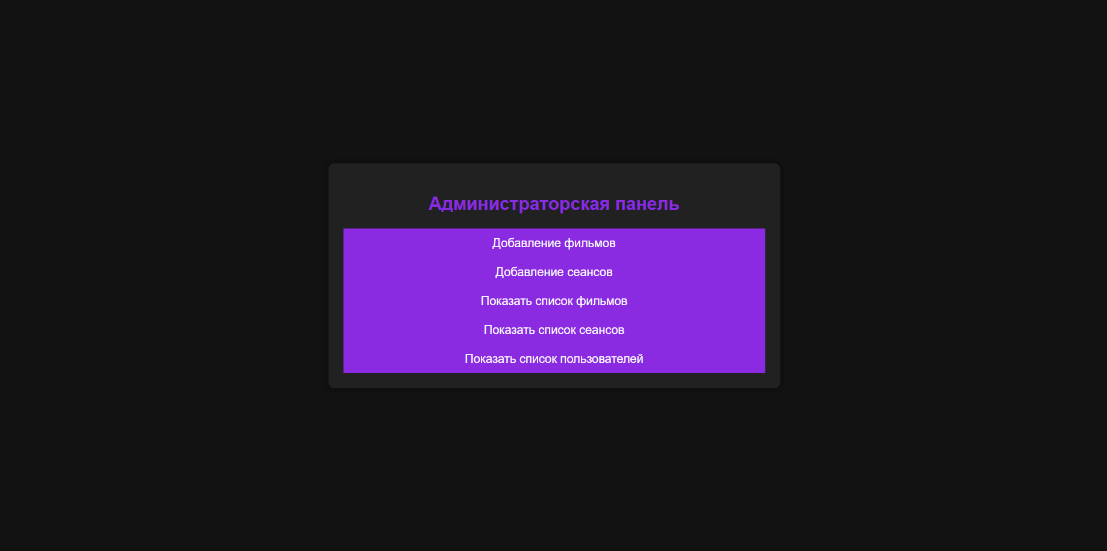 Администраторская панель
Добавление фильмов
Добавление сеансов
Показать список фильмов
Показать список сеансов
Показать список пользователей